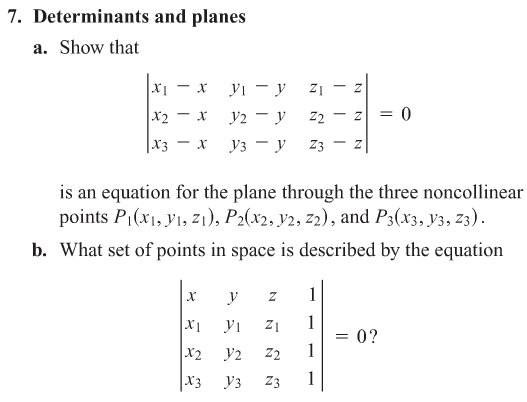 7. Determinants and planes
a. Show that
| x₁ − x   y₁ − y   z₁ − z |
| x₂ − x   y₂ − y   z₂ − z | = 0
| x₃ − x   y₃ − y   z₃ − z |
is an equation for the plane through the three noncollinear
points P₁(x₁, y₁, z₁), P₂(x₂, y₂, z₂), and P₃(x₃, y₃, z₃).
b. What set of points in space is described by the equation
| x   y   z   1 |
| x₁   y₁   z₁   1 |
| x₂   y₂   z₂   1 | = 0?
| x₃   y₃   z₃   1 |